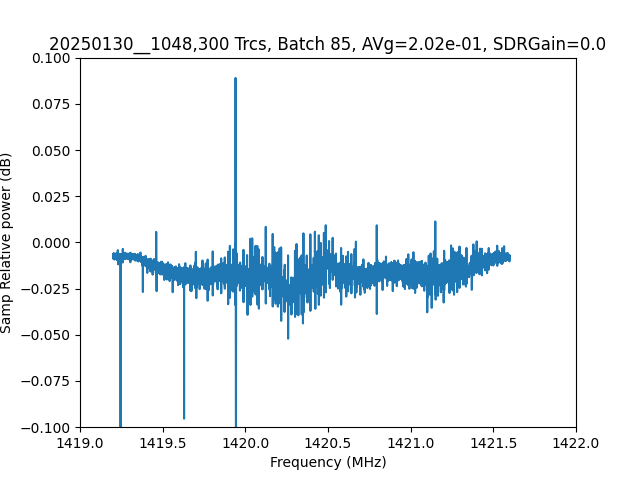 20250130__1048,300 Trcs, Batch 85, AVg=2.02e-01, SDRGain=0.0
0.100
0.075
0.050
0.025
0.000
−0.025
−0.050
−0.075
−0.100
Samp Relative power (dB)
1419.0 1419.5 1420.0 1420.5 1421.0 1421.5 1422.0
Frequency (MHz)